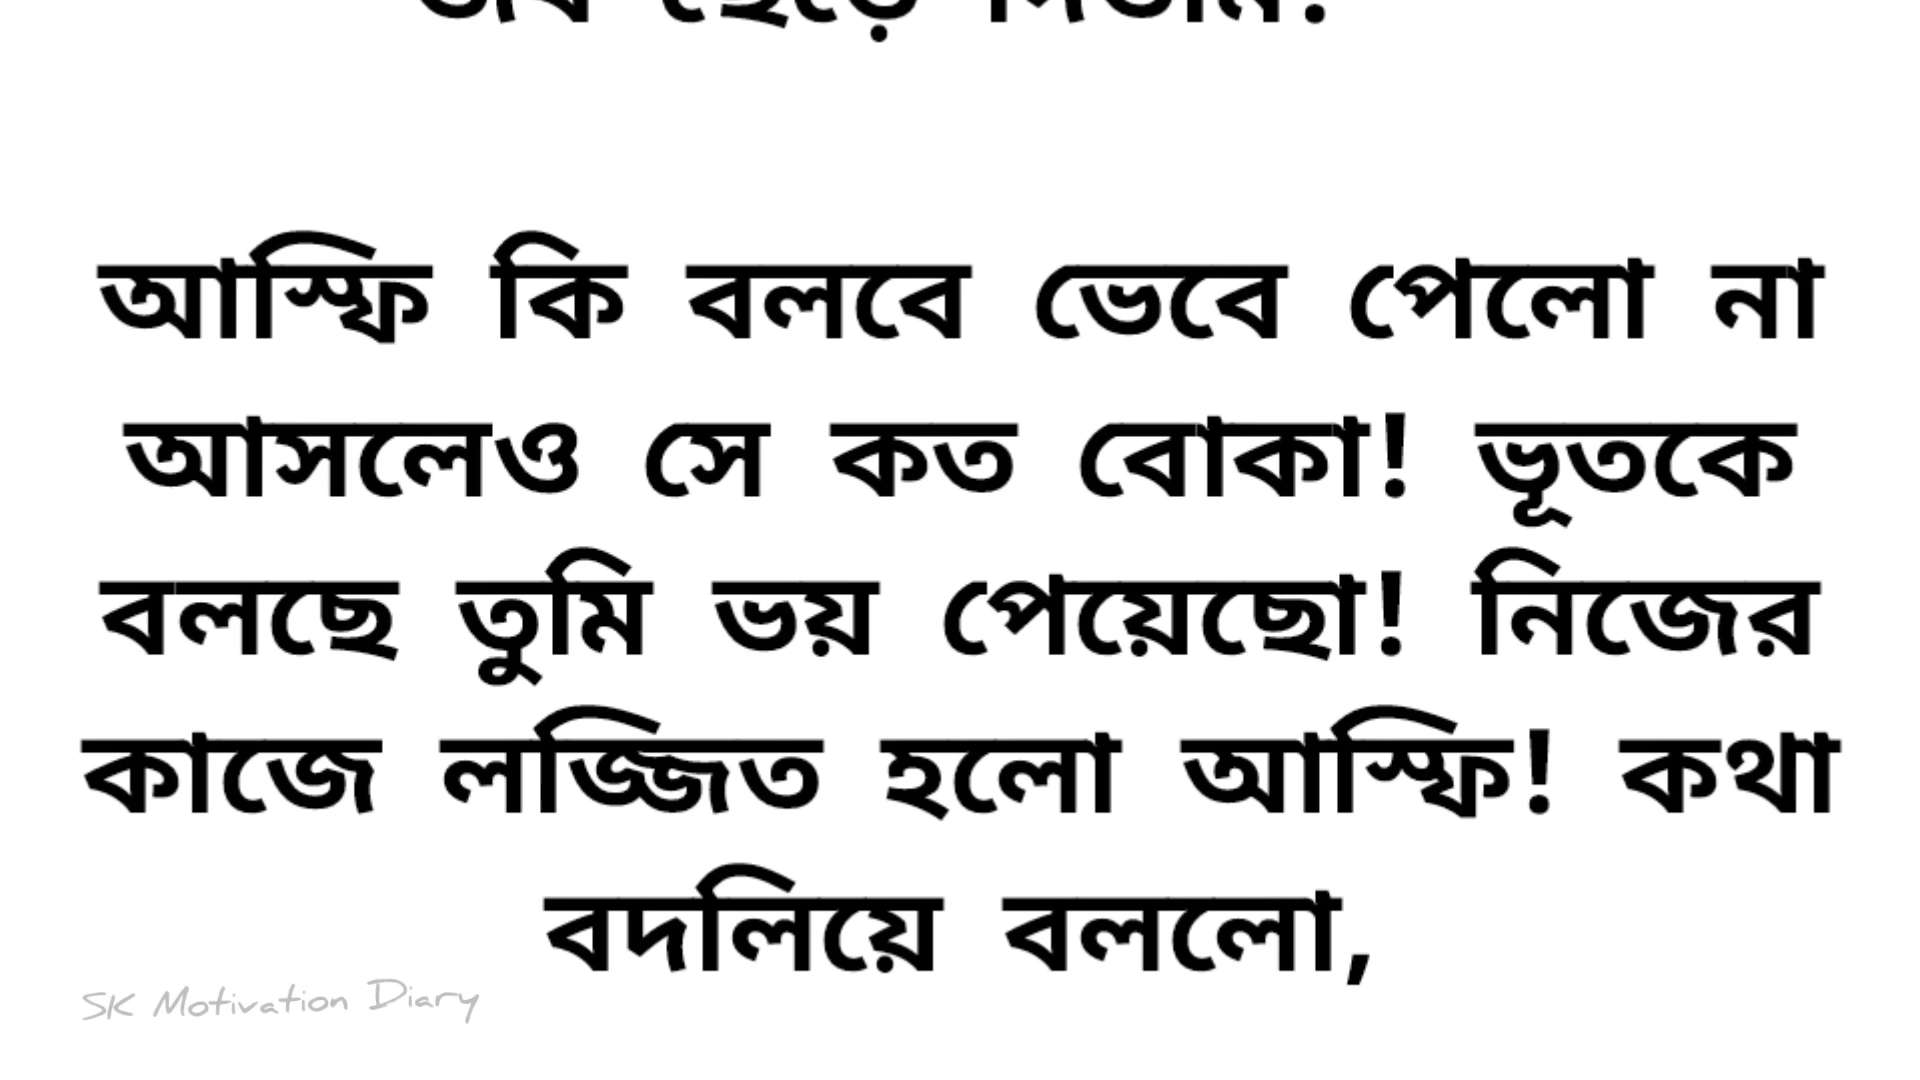 আস্ফি কি বলবে ভেবে পেলো না
আসলেও সে কত বোকা! ভূতকে
বলছে তুমি ভয় পেয়েছো! নিজের
কাজে লজ্জিত হলো আস্ফি! কথা
বদলিয়ে বললো,
SK Motivation Diary